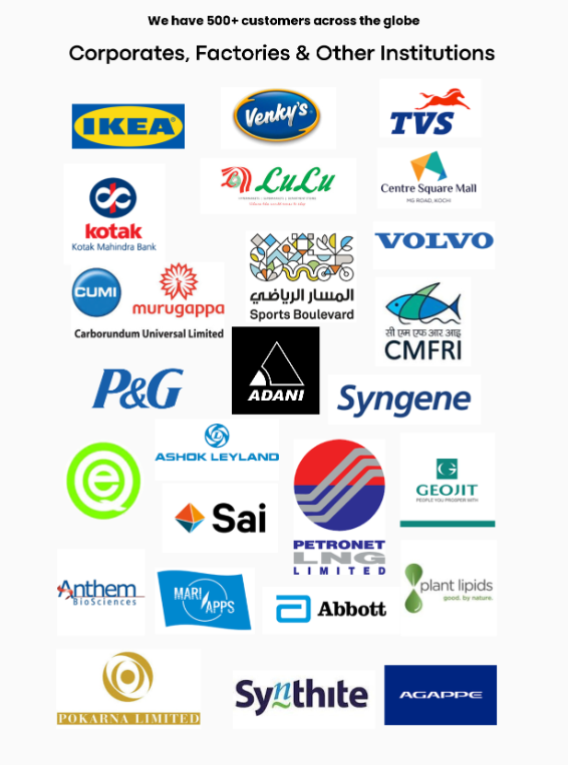 We have 500+ customers across the globe
Corporates, Factories & Other Institutions
IKEA
Venky's
TVS
LuLu
Centre Square Mall
MG ROAD, KOCHI
kotak
Kotak Mahindra Bank
VOLVO
المسار الرياضي
Sports Boulevard
CUMI
murugappa
Carborundum Universal Limited
सी एम एफ आर आइ
CMFRI
P&G
ADANI
Syngene
ASHOK LEYLAND
e
Sai
GEOJIT
PEOPLE YOU PROSPER WITH
PETRONET
LNG
LIMITED
Anthem
BioSciences
MARI
APPS
Abbott
plant lipids
good. by nature.
POKARNA LIMITED
Synthite
AGAPPE